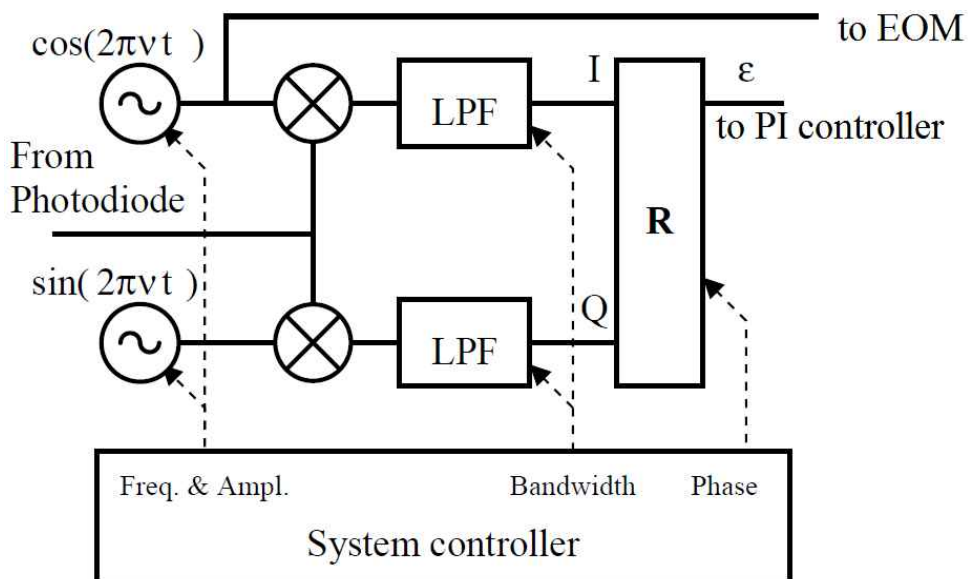 to EOM
cos(2πνt )
LPF
I
ε
to PI controller
From
Photodiode
R
sin( 2πνt )
Q
LPF
Freq. & Ampl.
Bandwidth
Phase
System controller